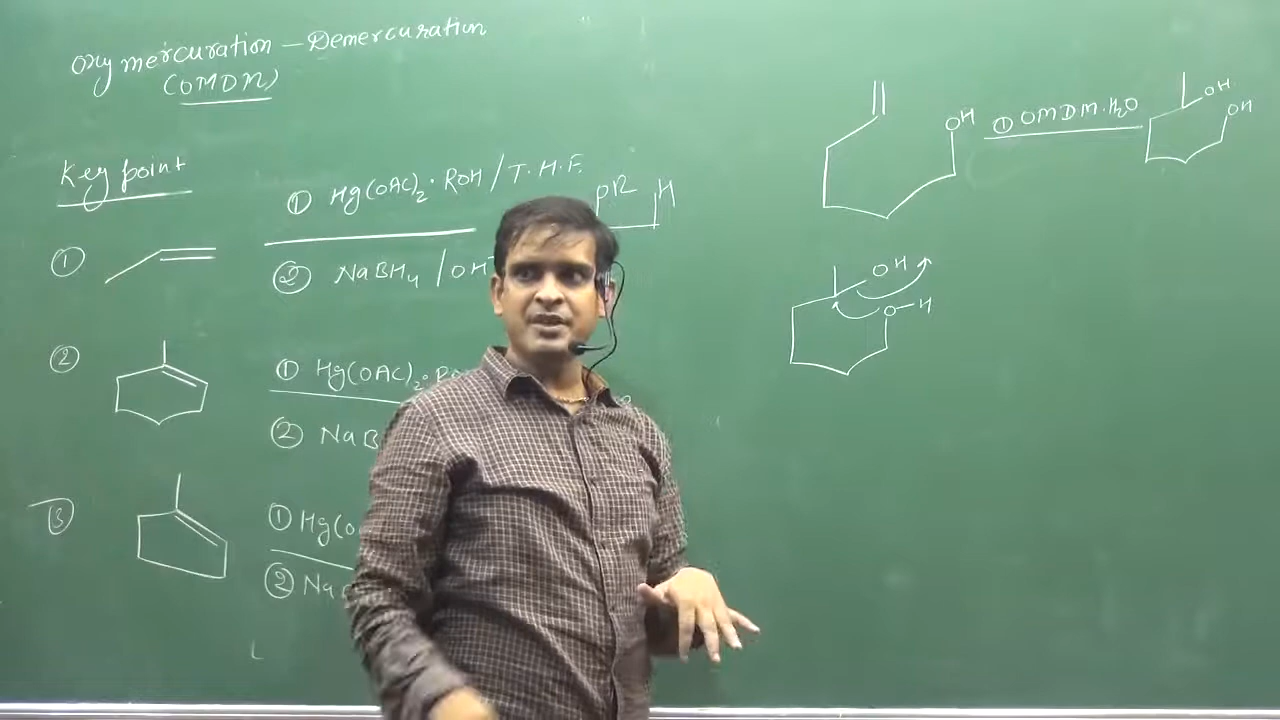 Oxymercuration – Demercuration
(OMDM)
Key point
① Hg(OAC)₂· ROH / T.H.F.
OR H
①
② NaBH₄ / OH⁻
②
① Hg(OAC)₂·
② NaB
③
① Hg(O
② Na
OH
① OMDM·H₂O
OH
OH
OH
O–H